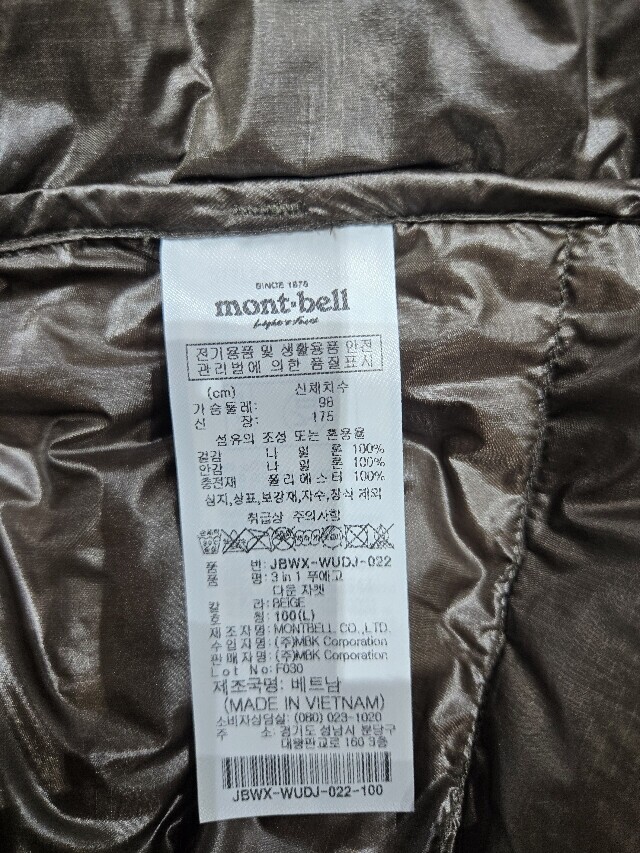 SINCE 1975
mont-bell
light & fast
전기용품 및 생활용품 안전
관리법에 의한 품질표시
(cm) 신체치수
가슴둘레: 98
신 장: 175
섬유의 조성 또는 혼용율
겉감 나 일 론 100%
안감 나 일 론 100%
충전재 폴리에스터 100%
심지,상표,보강재,자수,장식 제외
취급상 주의사항
품 번: JBWX-WUDJ-022
품 명: 3 in 1 푸에고
다운 자켓
칼 라: BEIGE
호 칭: 100(L)
제조자명: MONTBELL CO.,LTD.
수입자명: (주)MBK Corporation
판매자명: (주)MBK Corporation
Lot No: F030
제조국명: 베트남
(MADE IN VIETNAM)
소비자상담실: (080) 023-1020
주 소: 경기도 성남시 분당구
대왕판교로 160 3층
JBWX-WUDJ-022-100